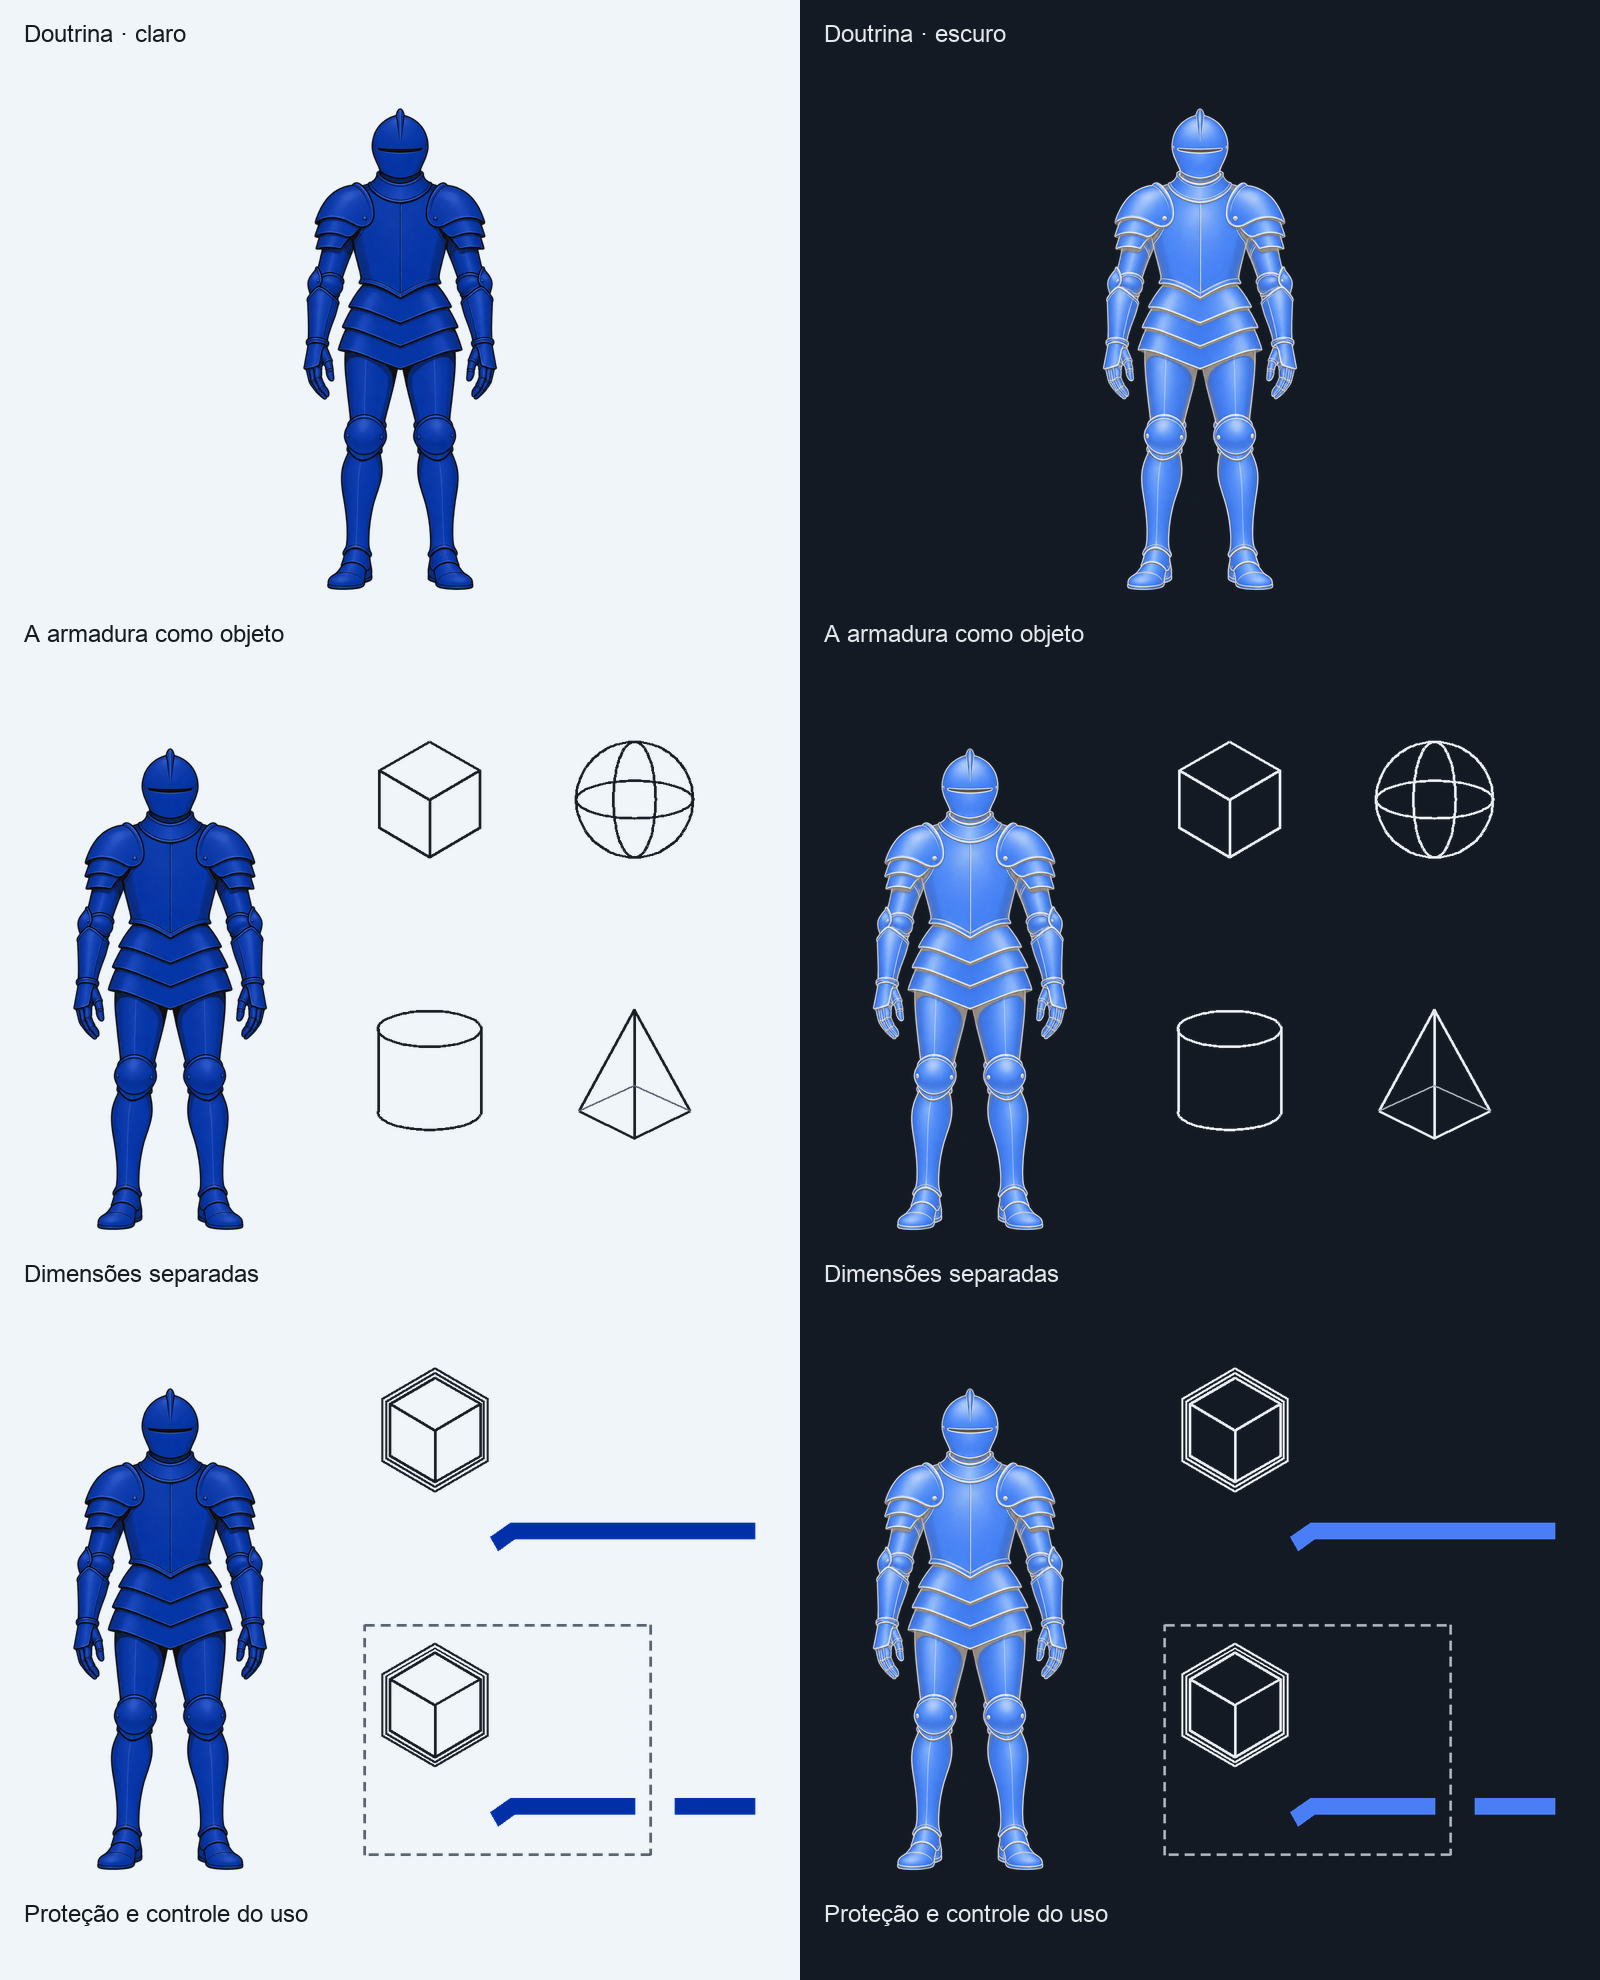 Doutrina · claro
Doutrina · escuro
A armadura como objeto
A armadura como objeto
Dimensões separadas
Dimensões separadas
Proteção e controle do uso
Proteção e controle do uso